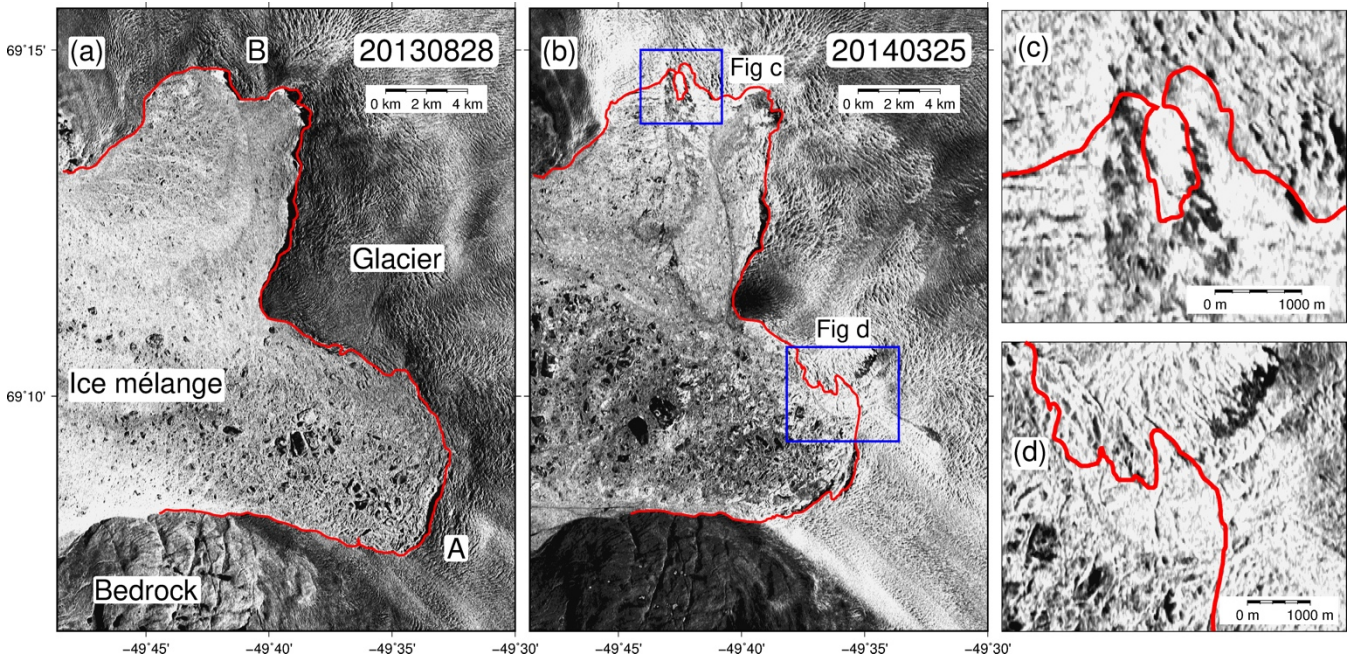 (a)
B
20130828
0 km 2 km 4 km
Glacier
Ice mélange
Bedrock
A
69°15'
69°10'
−49°45' −49°40' −49°35' −49°30'
(b)
20140325
Fig c
0 km 2 km 4 km
Fig d
−49°45' −49°40' −49°35' −49°30'
(c)
0 m 1000 m
(d)
0 m 1000 m